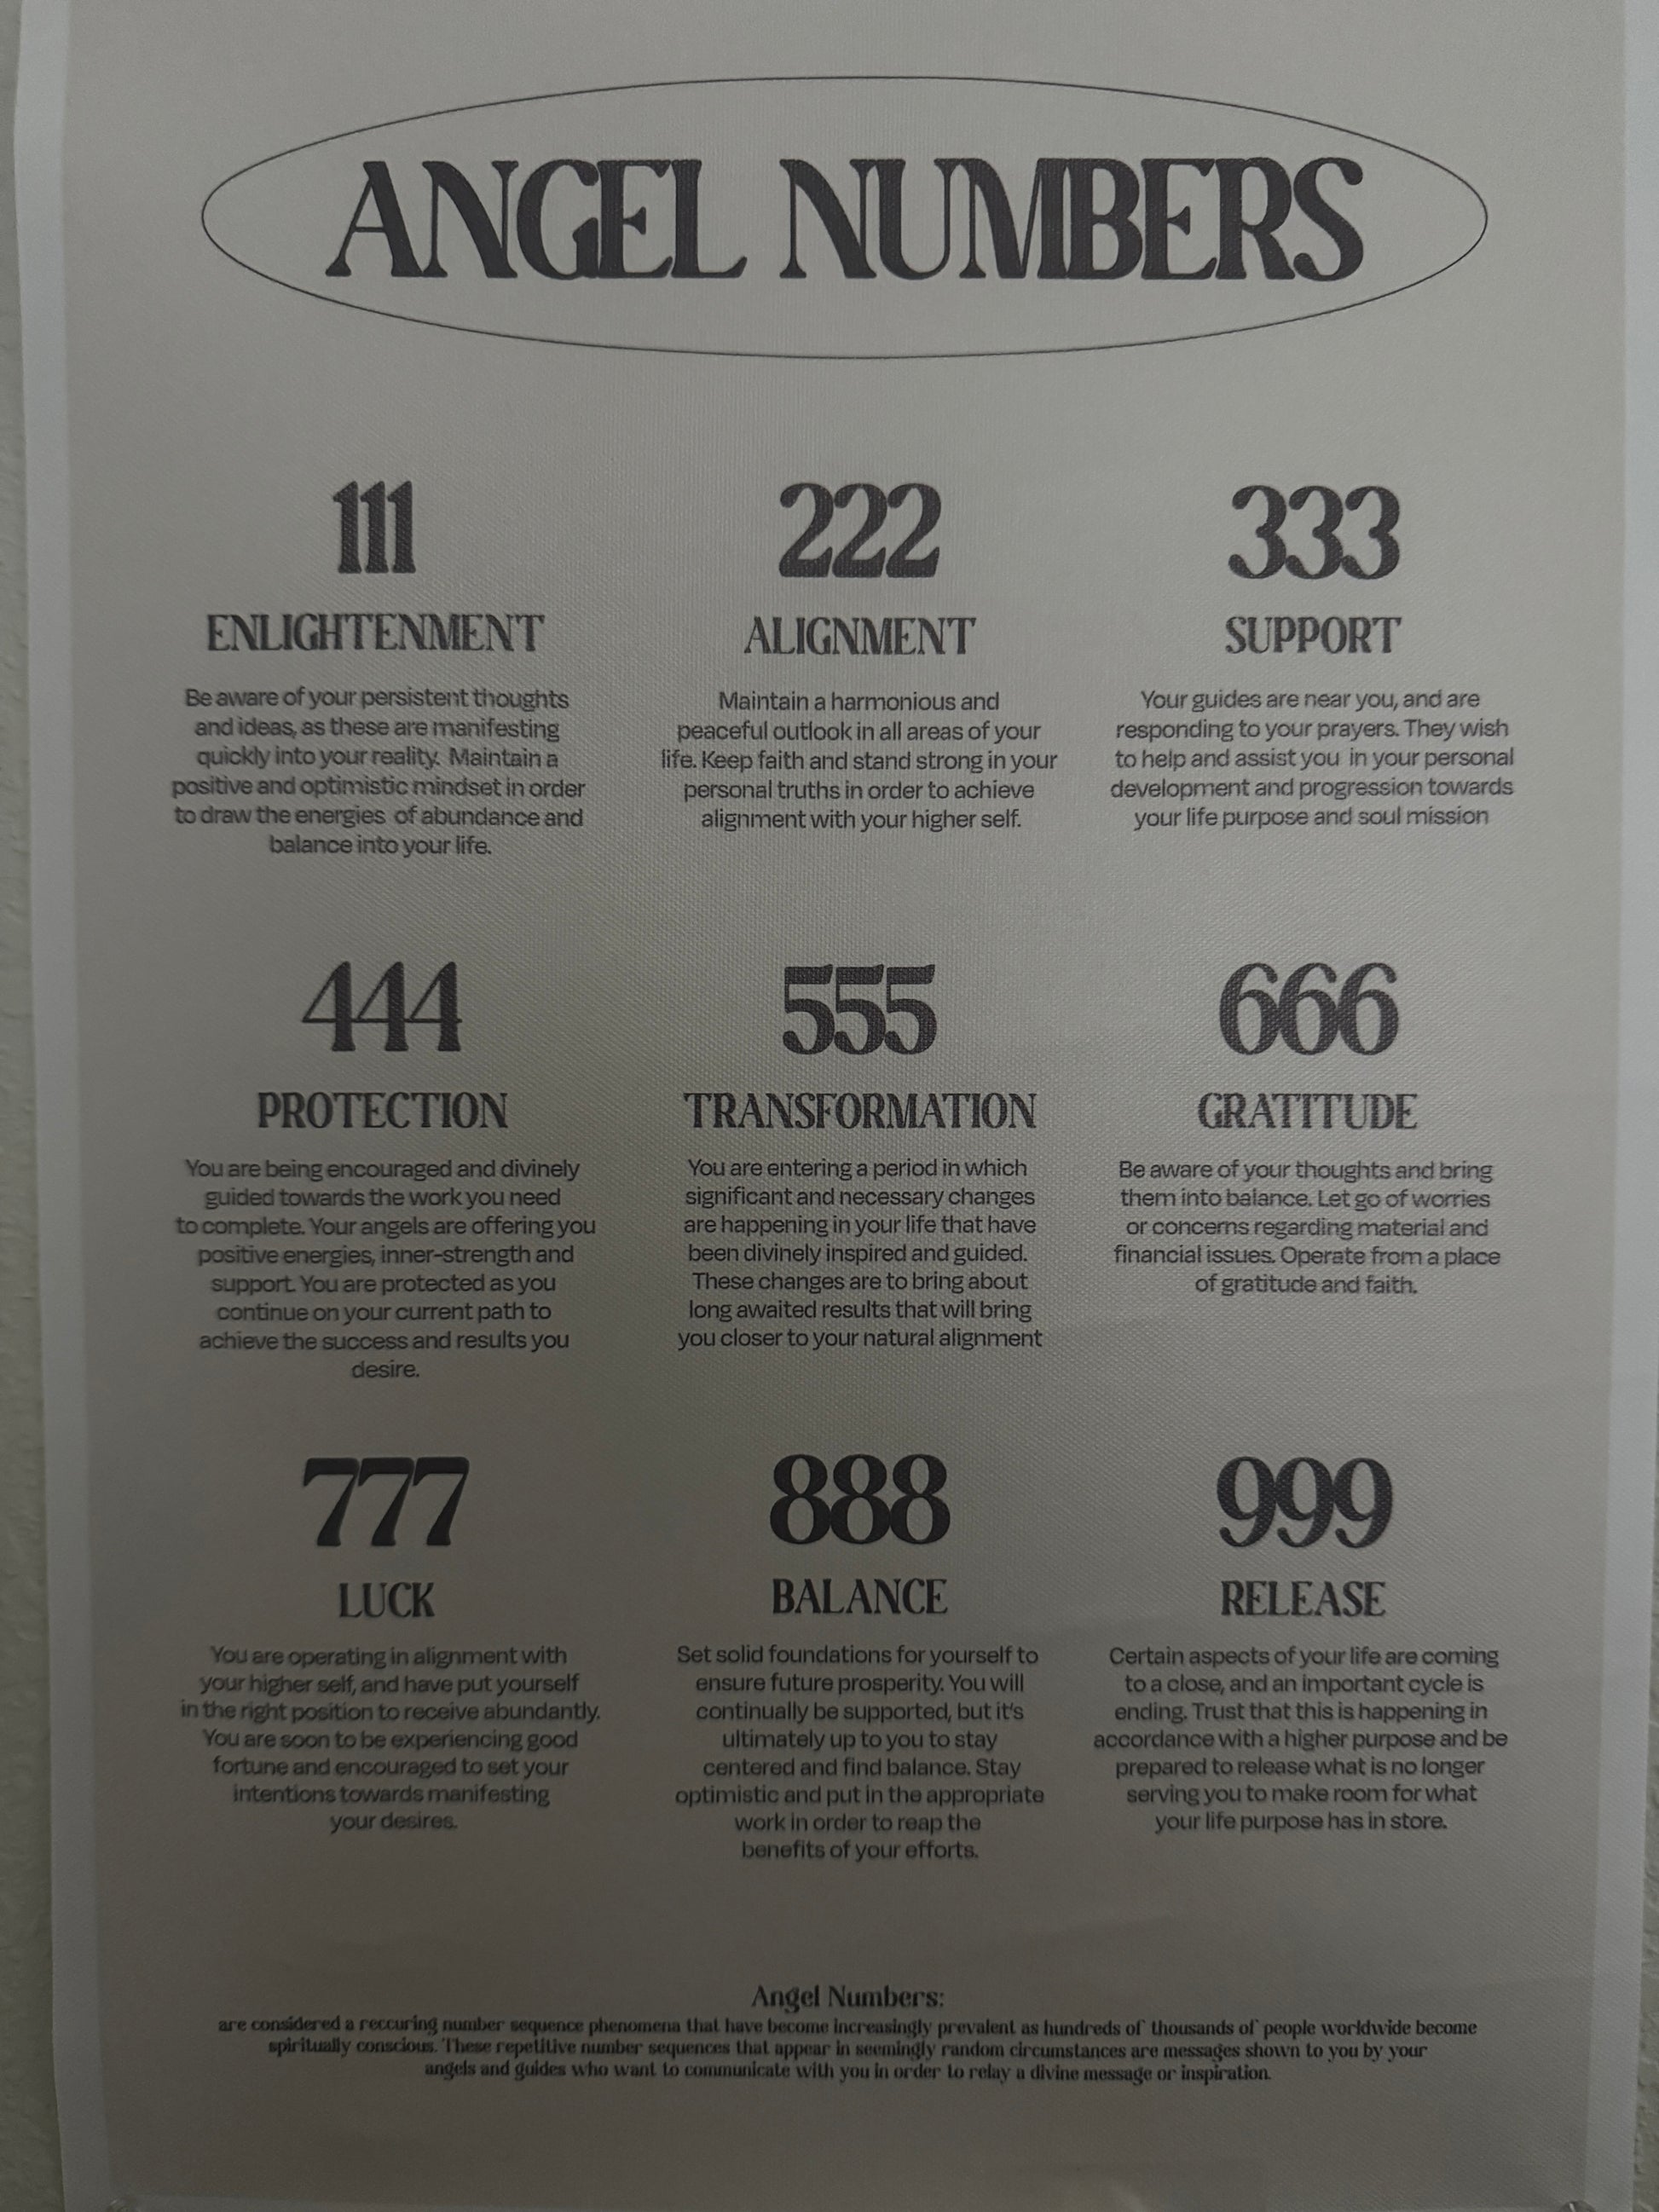 ANGEL NUMBERS
111
ENLIGHTENMENT
Be aware of your persistent thoughts
and ideas, as these are manifesting
quickly into your reality. Maintain a
positive and optimistic mindset in order
to draw the energies of abundance and
balance into your life.
222
ALIGNMENT
Maintain a harmonious and
peaceful outlook in all areas of your
life. Keep faith and stand strong in your
personal truths in order to achieve
alignment with your higher self.
333
SUPPORT
Your guides are near you, and are
responding to your prayers. They wish
to help and assist you in your personal
development and progression towards
your life purpose and soul mission
444
PROTECTION
You are being encouraged and divinely
guided towards the work you need
to complete. Your angels are offering you
positive energies, inner-strength and
support. You are protected as you
continue on your current path to
achieve the success and results you
desire.
555
TRANSFORMATION
You are entering a period in which
significant and necessary changes
are happening in your life that have
been divinely inspired and guided.
These changes are to bring about
long awaited results that will bring
you closer to your natural alignment
666
GRATITUDE
Be aware of your thoughts and bring
them into balance. Let go of worries
or concerns regarding material and
financial issues. Operate from a place
of gratitude and faith.
777
LUCK
You are operating in alignment with
your higher self, and have put yourself
in the right position to receive abundantly.
You are soon to be experiencing good
fortune and encouraged to set your
intentions towards manifesting
your desires.
888
BALANCE
Set solid foundations for yourself to
ensure future prosperity. You will
continually be supported, but it's
ultimately up to you to stay
centered and find balance. Stay
optimistic and put in the appropriate
work in order to reap the
benefits of your efforts.
999
RELEASE
Certain aspects of your life are coming
to a close, and an important cycle is
ending. Trust that this is happening in
accordance with a higher purpose and be
prepared to release what is no longer
serving you to make room for what
your life purpose has in store.
Angel Numbers:
are considered a reccuring number sequence phenomena that have become increasingly prevalent as hundreds of thousands of people worldwide become
spiritually conscious. These repetitive number sequences that appear in seemingly random circumstances are messages shown to you by your
angels and guides who want to communicate with you in order to relay a divine message or inspiration.